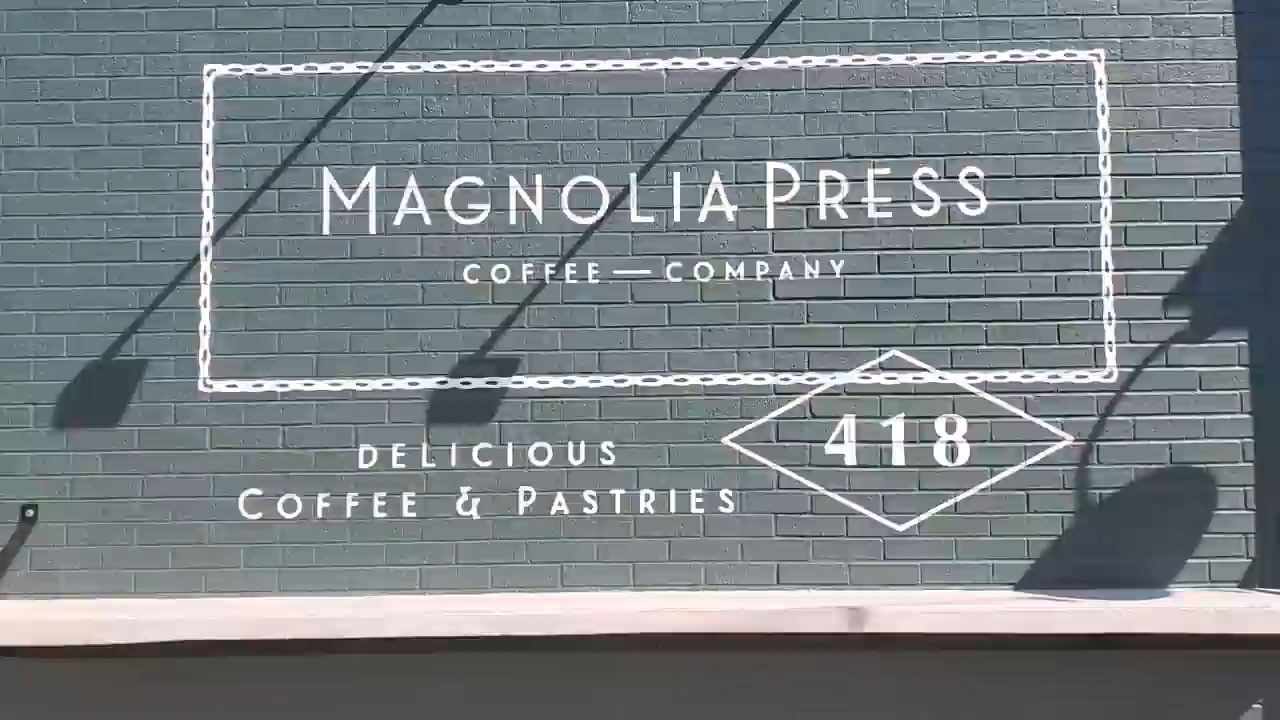 MAGNOLIA PRESS
COFFEE — COMPANY
DELICIOUS
COFFEE & PASTRIES
418